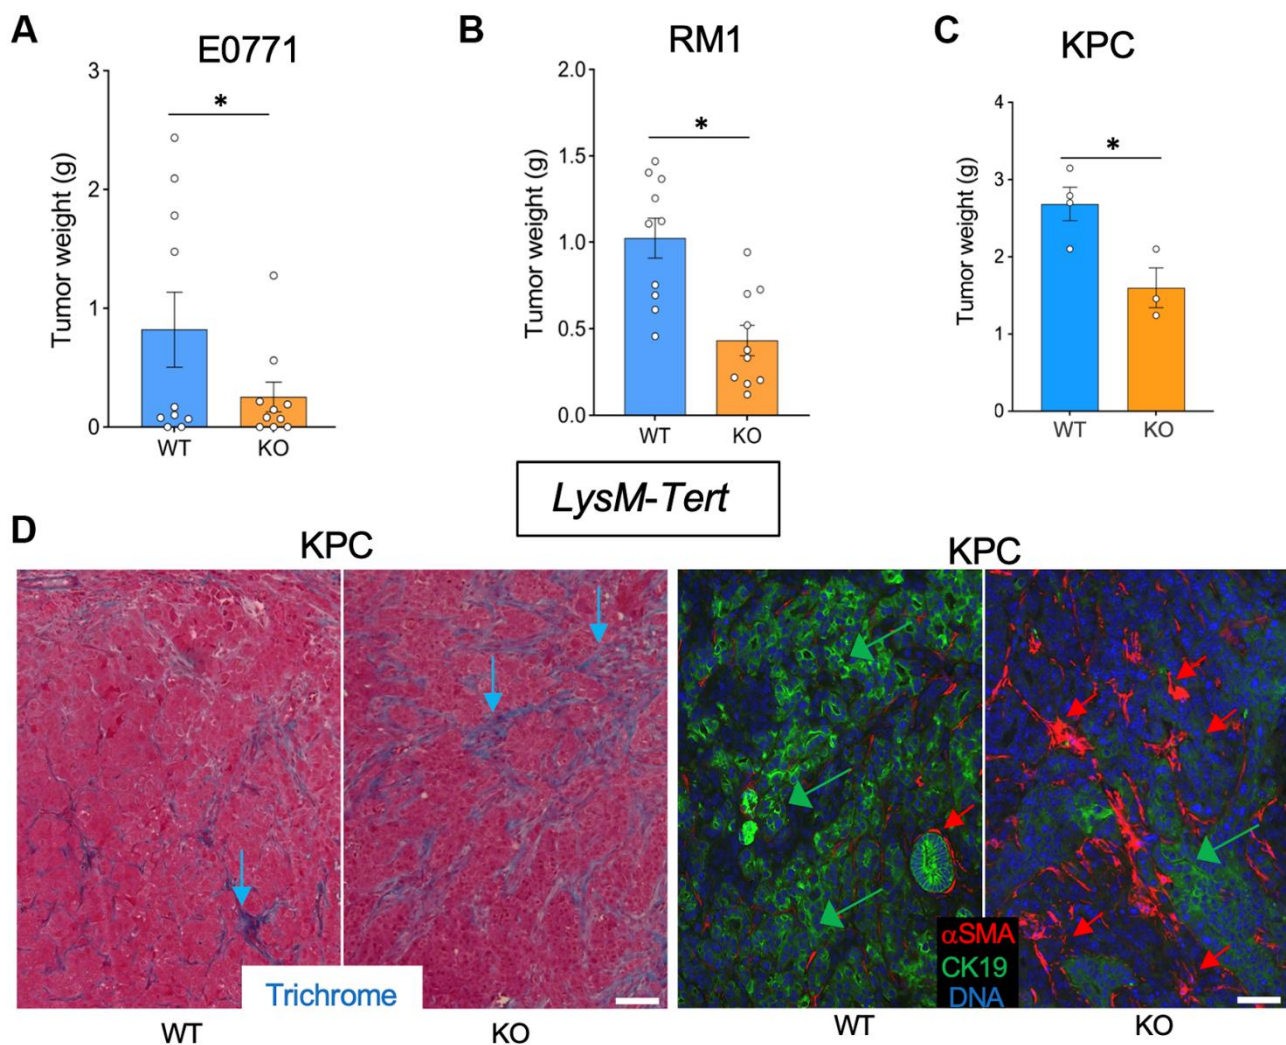 A
E0771
3
2
1
0
Tumor weight (g)
*
WT
KO
B
RM1
2.0
1.5
1.0
0.5
0.0
Tumor weight (g)
*
WT
KO
C
KPC
4
3
2
1
0
Tumor weight (g)
*
WT
KO
LysM-Tert
D
KPC
Trichrome
WT
KO
KPC
αSMA
CK19
DNA
WT
KO